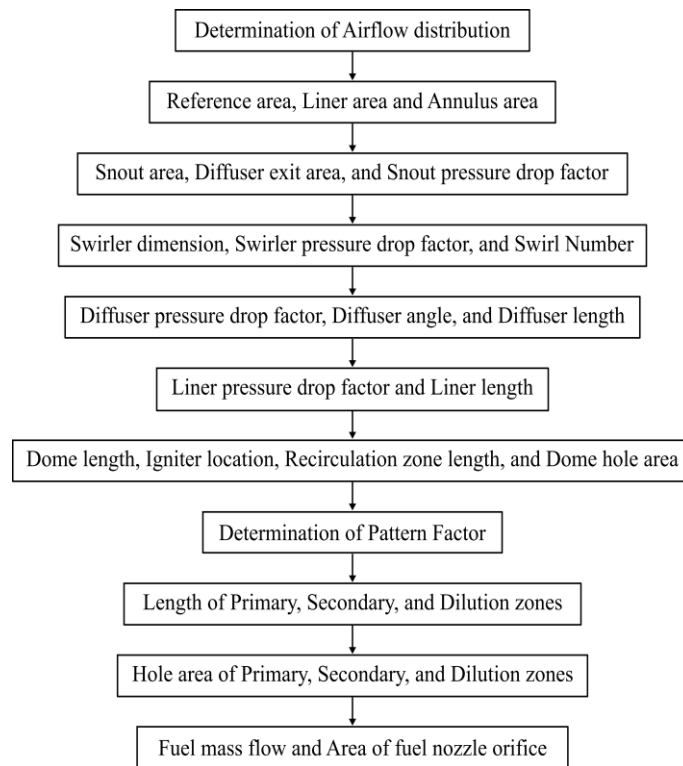 Determination of Airflow distribution
Reference area, Liner area and Annulus area
Snout area, Diffuser exit area, and Snout pressure drop factor
Swirler dimension, Swirler pressure drop factor, and Swirl Number
Diffuser pressure drop factor, Diffuser angle, and Diffuser length
Liner pressure drop factor and Liner length
Dome length, Igniter location, Recirculation zone length, and Dome hole area
Determination of Pattern Factor
Length of Primary, Secondary, and Dilution zones
Hole area of Primary, Secondary, and Dilution zones
Fuel mass flow and Area of fuel nozzle orifice